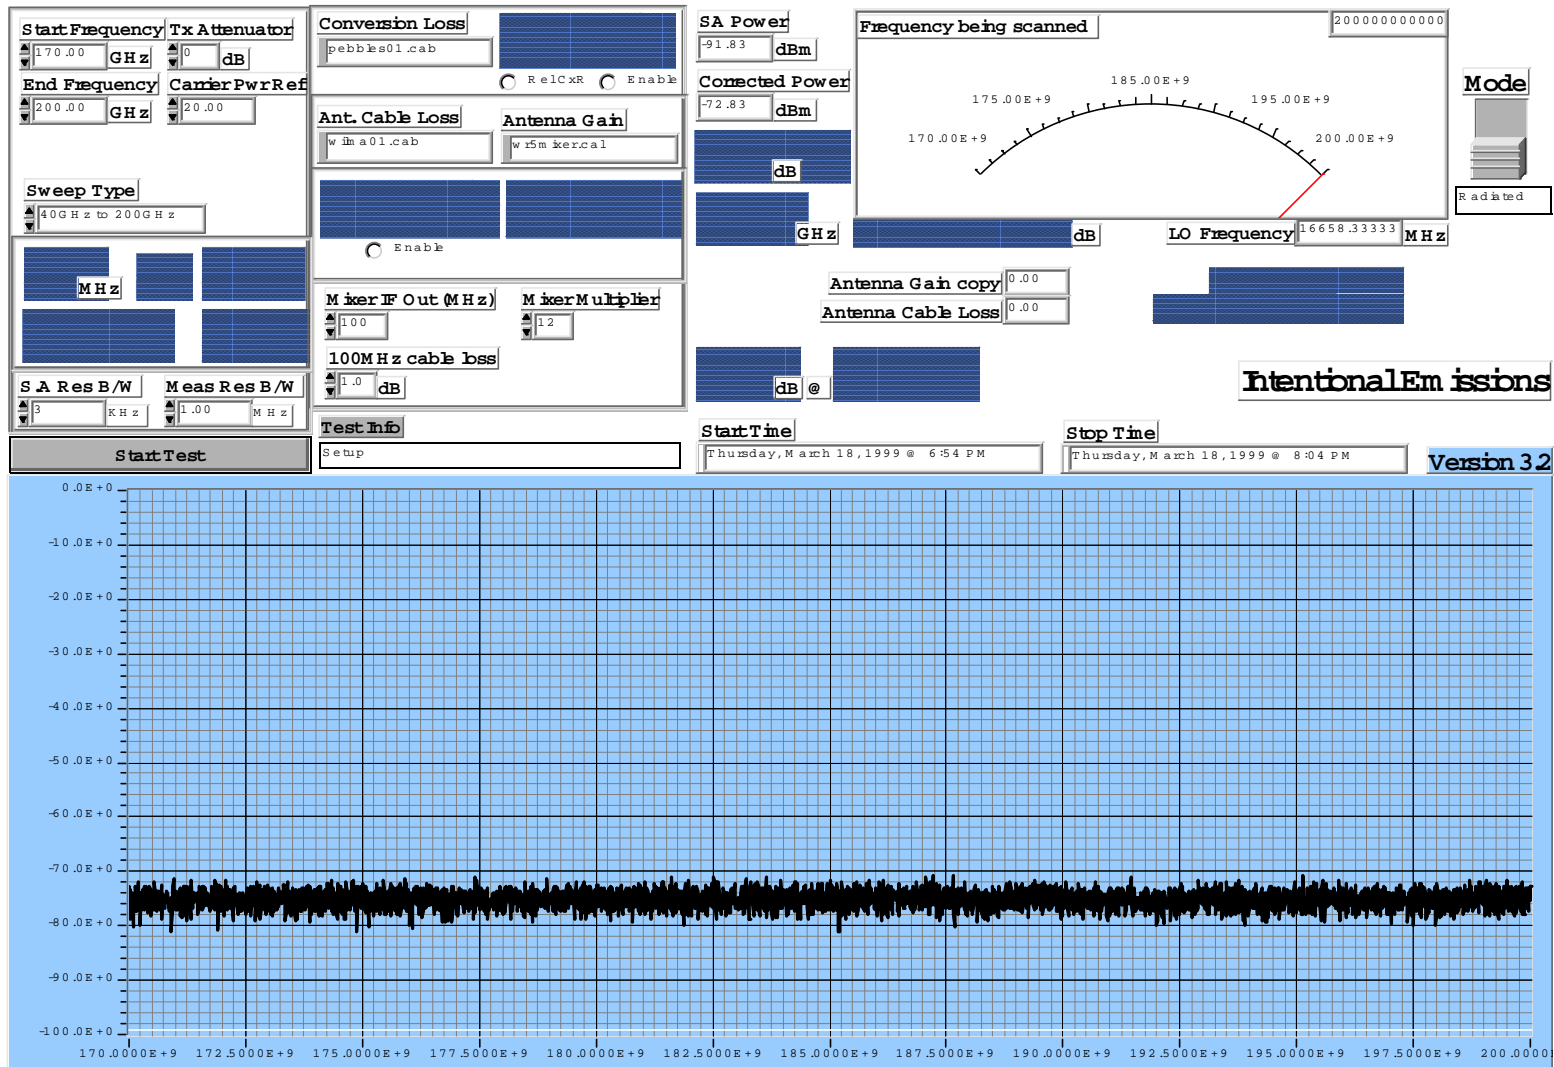 Start Frequency
Tx Attenuator
170.00
GHz
0
dB
End Frequency
Carrier Pwr Ref
200.00
GHz
20.00
Sweep Type
40GHz to 200GHz
MHz
S.A Res B/W
Meas Res B/W
3
KHz
1.00
MHz
Start Test
Conversion Loss
pebbles01.cab
RelCxR
Enable
Ant. Cable Loss
Antenna Gain
wilma01.cab
wr5mixer.cal
Enable
Mixer IF Out (MHz)
Mixer Multiplier
100
12
100MHz cable loss
1.0
dB
Test Info
Setup
SA Power
-91.83
dBm
Corrected Power
-72.83
dBm
dB
GHz
dB
Frequency being scanned
200000000000
170.00E+9
175.00E+9
185.00E+9
195.00E+9
200.00E+9
Mode
Radiated
LO Frequency
16658.33333
MHz
Antenna Gain copy
0.00
Antenna Cable Loss
0.00
dB
@
Intentional Emissions
Start Time
Thursday, March 18, 1999 @ 6:54 PM
Stop Time
Thursday, March 18, 1999 @ 8:04 PM
Version 3.2
0.0E+0
-10.0E+0
-20.0E+0
-30.0E+0
-40.0E+0
-50.0E+0
-60.0E+0
-70.0E+0
-80.0E+0
-90.0E+0
-100.0E+0
170.0000E+9 172.5000E+9 175.0000E+9 177.5000E+9 180.0000E+9 182.5000E+9 185.0000E+9 187.5000E+9 190.0000E+9 192.5000E+9 195.0000E+9 197.5000E+9 200.0000